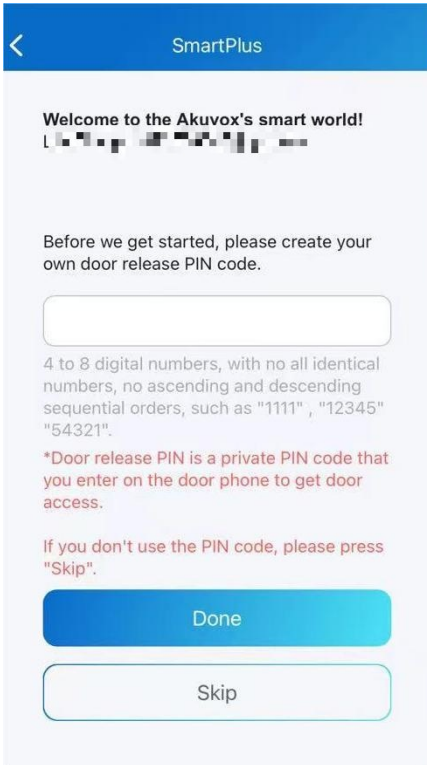 SmartPlus
Welcome to the Akuvox's smart world!
Before we get started, please create your
own door release PIN code.
4 to 8 digital numbers, with no all identical
numbers, no ascending and descending
sequential orders, such as "1111" , "12345"
"54321".
*Door release PIN is a private PIN code that
you enter on the door phone to get door
access.
If you don't use the PIN code, please press
"Skip".
Done
Skip